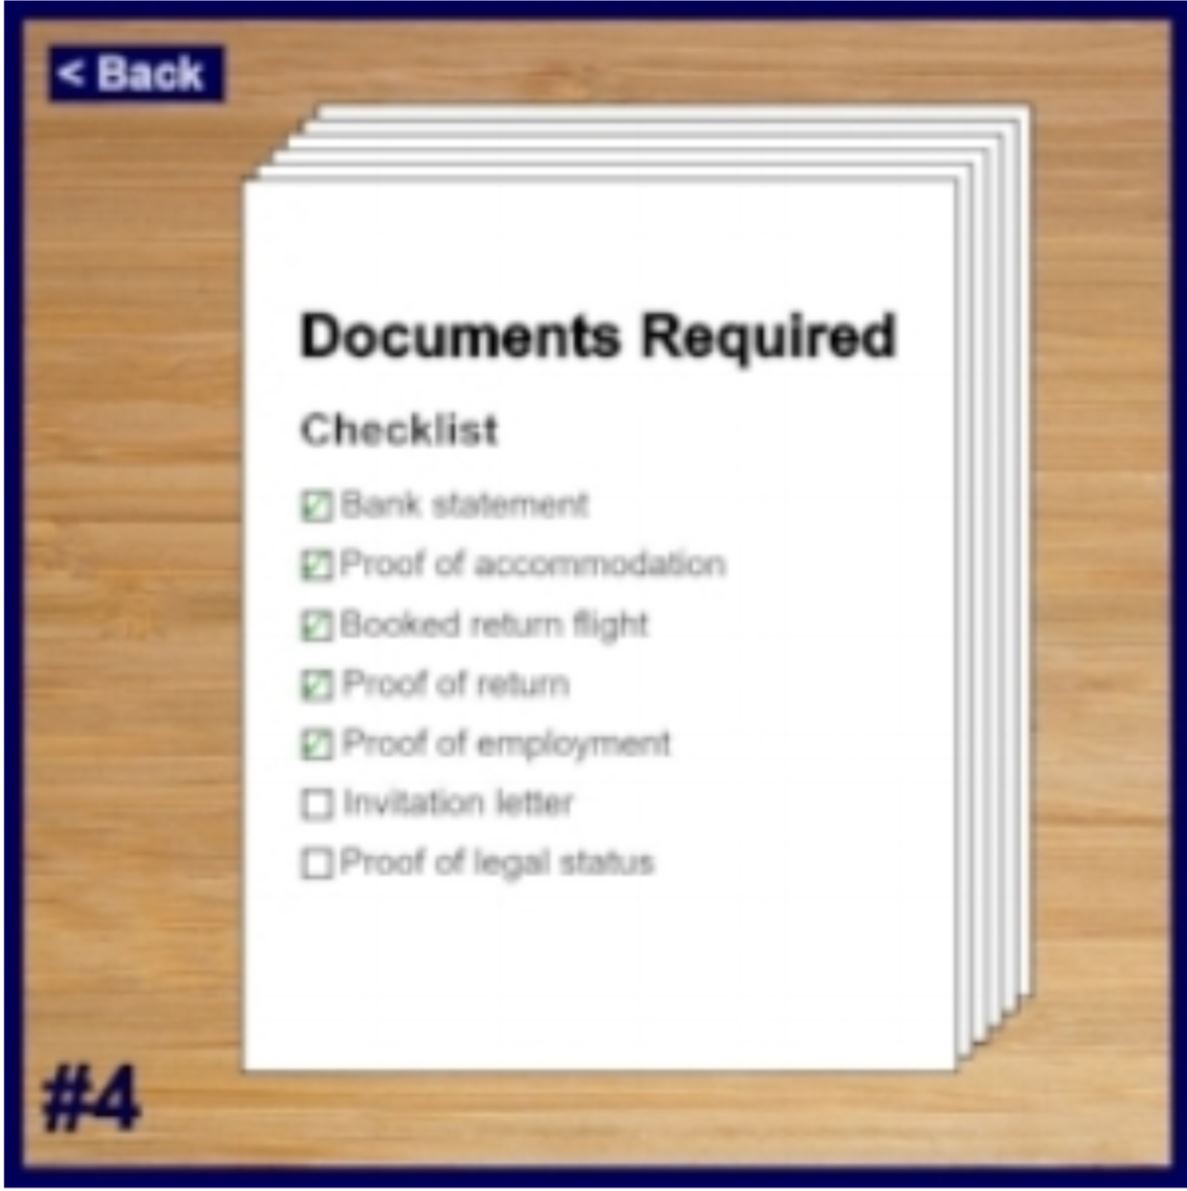 < Back
Documents Required
Checklist
Bank statement
Proof of accommodation
Booked return flight
Proof of return
Proof of employment
Invitation letter
Proof of legal status
#4